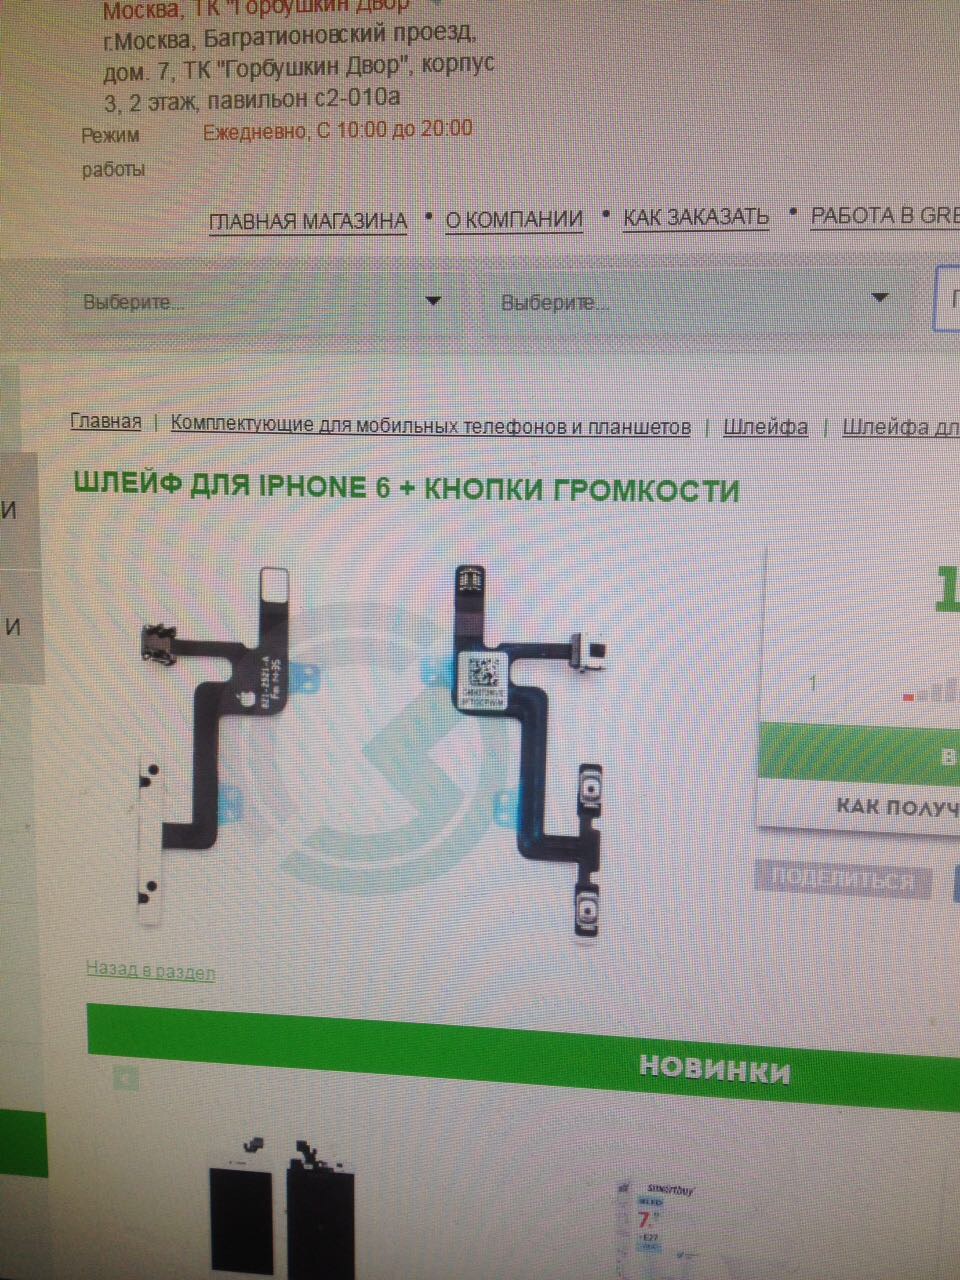 Москва, ТК "Горбушкин Двор"
г.Москва, Багратионовский проезд,
дом. 7, ТК "Горбушкин Двор", корпус
3, 2 этаж, павильон с2-010а
Режим работы
Ежедневно, С 10:00 до 20:00
ГЛАВНАЯ МАГАЗИНА • О КОМПАНИИ • КАК ЗАКАЗАТЬ • РАБОТА В GRE
Выберите... Выберите...
Главная | Комплектующие для мобильных телефонов и планшетов | Шлейфа | Шлейфа дл
ШЛЕЙФ ДЛЯ IPHONE 6 + КНОПКИ ГРОМКОСТИ
И
И
821-2521-A
1
1
В
КАК ПОЛУЧ
ПОДЕЛИТЬСЯ
Назад в раздел
НОВИНКИ
smartbuy
7
E27